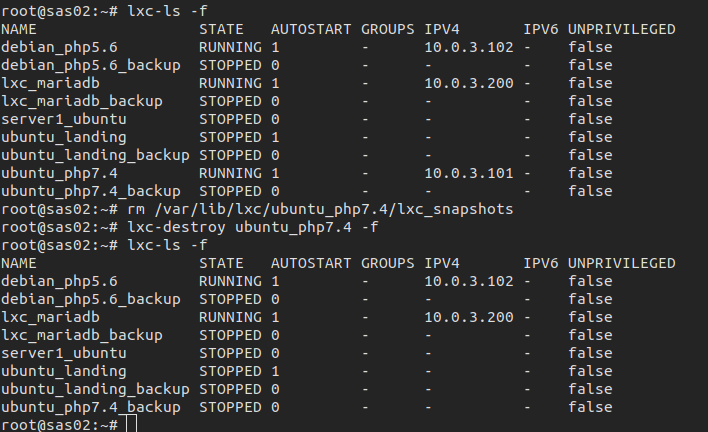 root@sas02:~# lxc-ls -f
NAME                  STATE   AUTOSTART GROUPS IPV4       IPV6 UNPRIVILEGED
debian_php5.6         RUNNING 1         -      10.0.3.102 -    false
debian_php5.6_backup  STOPPED 0         -      -          -    false
lxc_mariadb           RUNNING 1         -      10.0.3.200 -    false
lxc_mariadb_backup    STOPPED 0         -      -          -    false
server1_ubuntu        STOPPED 0         -      -          -    false
ubuntu_landing        STOPPED 1         -      -          -    false
ubuntu_landing_backup STOPPED 0         -      -          -    false
ubuntu_php7.4         RUNNING 1         -      10.0.3.101 -    false
ubuntu_php7.4_backup  STOPPED 0         -      -          -    false
root@sas02:~# rm /var/lib/lxc/ubuntu_php7.4/lxc_snapshots
root@sas02:~# lxc-destroy ubuntu_php7.4 -f
root@sas02:~# lxc-ls -f
NAME                  STATE   AUTOSTART GROUPS IPV4       IPV6 UNPRIVILEGED
debian_php5.6         RUNNING 1         -      10.0.3.102 -    false
debian_php5.6_backup  STOPPED 0         -      -          -    false
lxc_mariadb           RUNNING 1         -      10.0.3.200 -    false
lxc_mariadb_backup    STOPPED 0         -      -          -    false
server1_ubuntu        STOPPED 0         -      -          -    false
ubuntu_landing        STOPPED 1         -      -          -    false
ubuntu_landing_backup STOPPED 0         -      -          -    false
ubuntu_php7.4_backup  STOPPED 0         -      -          -    false
root@sas02:~#